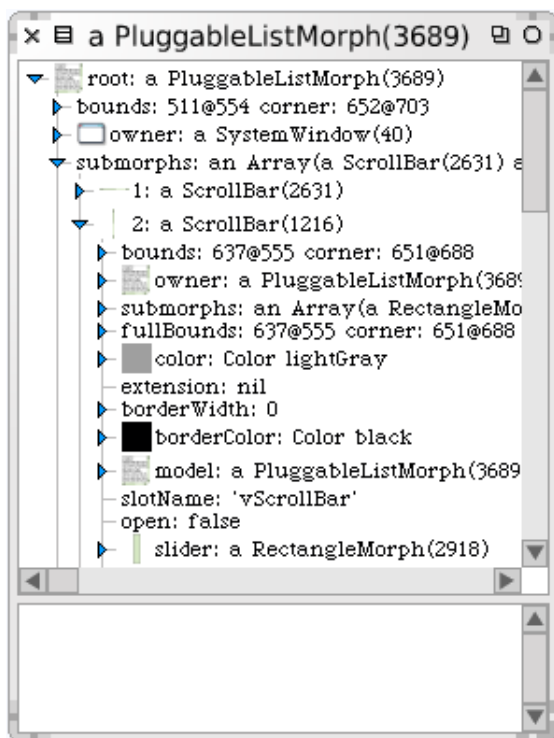 a PluggableListMorph(3689)
root: a PluggableListMorph(3689)
bounds: 511@554 corner: 652@703
owner: a SystemWindow(40)
submorphs: an Array(a ScrollBar(2631) a
1: a ScrollBar(2631)
2: a ScrollBar(1216)
bounds: 637@555 corner: 651@688
owner: a PluggableListMorph(368
submorphs: an Array(a RectangleMo
fullBounds: 637@555 corner: 651@688
color: Color lightGray
extension: nil
borderWidth: 0
borderColor: Color black
model: a PluggableListMorph(3689
slotName: 'vScrollBar'
open: false
slider: a RectangleMorph(2918)